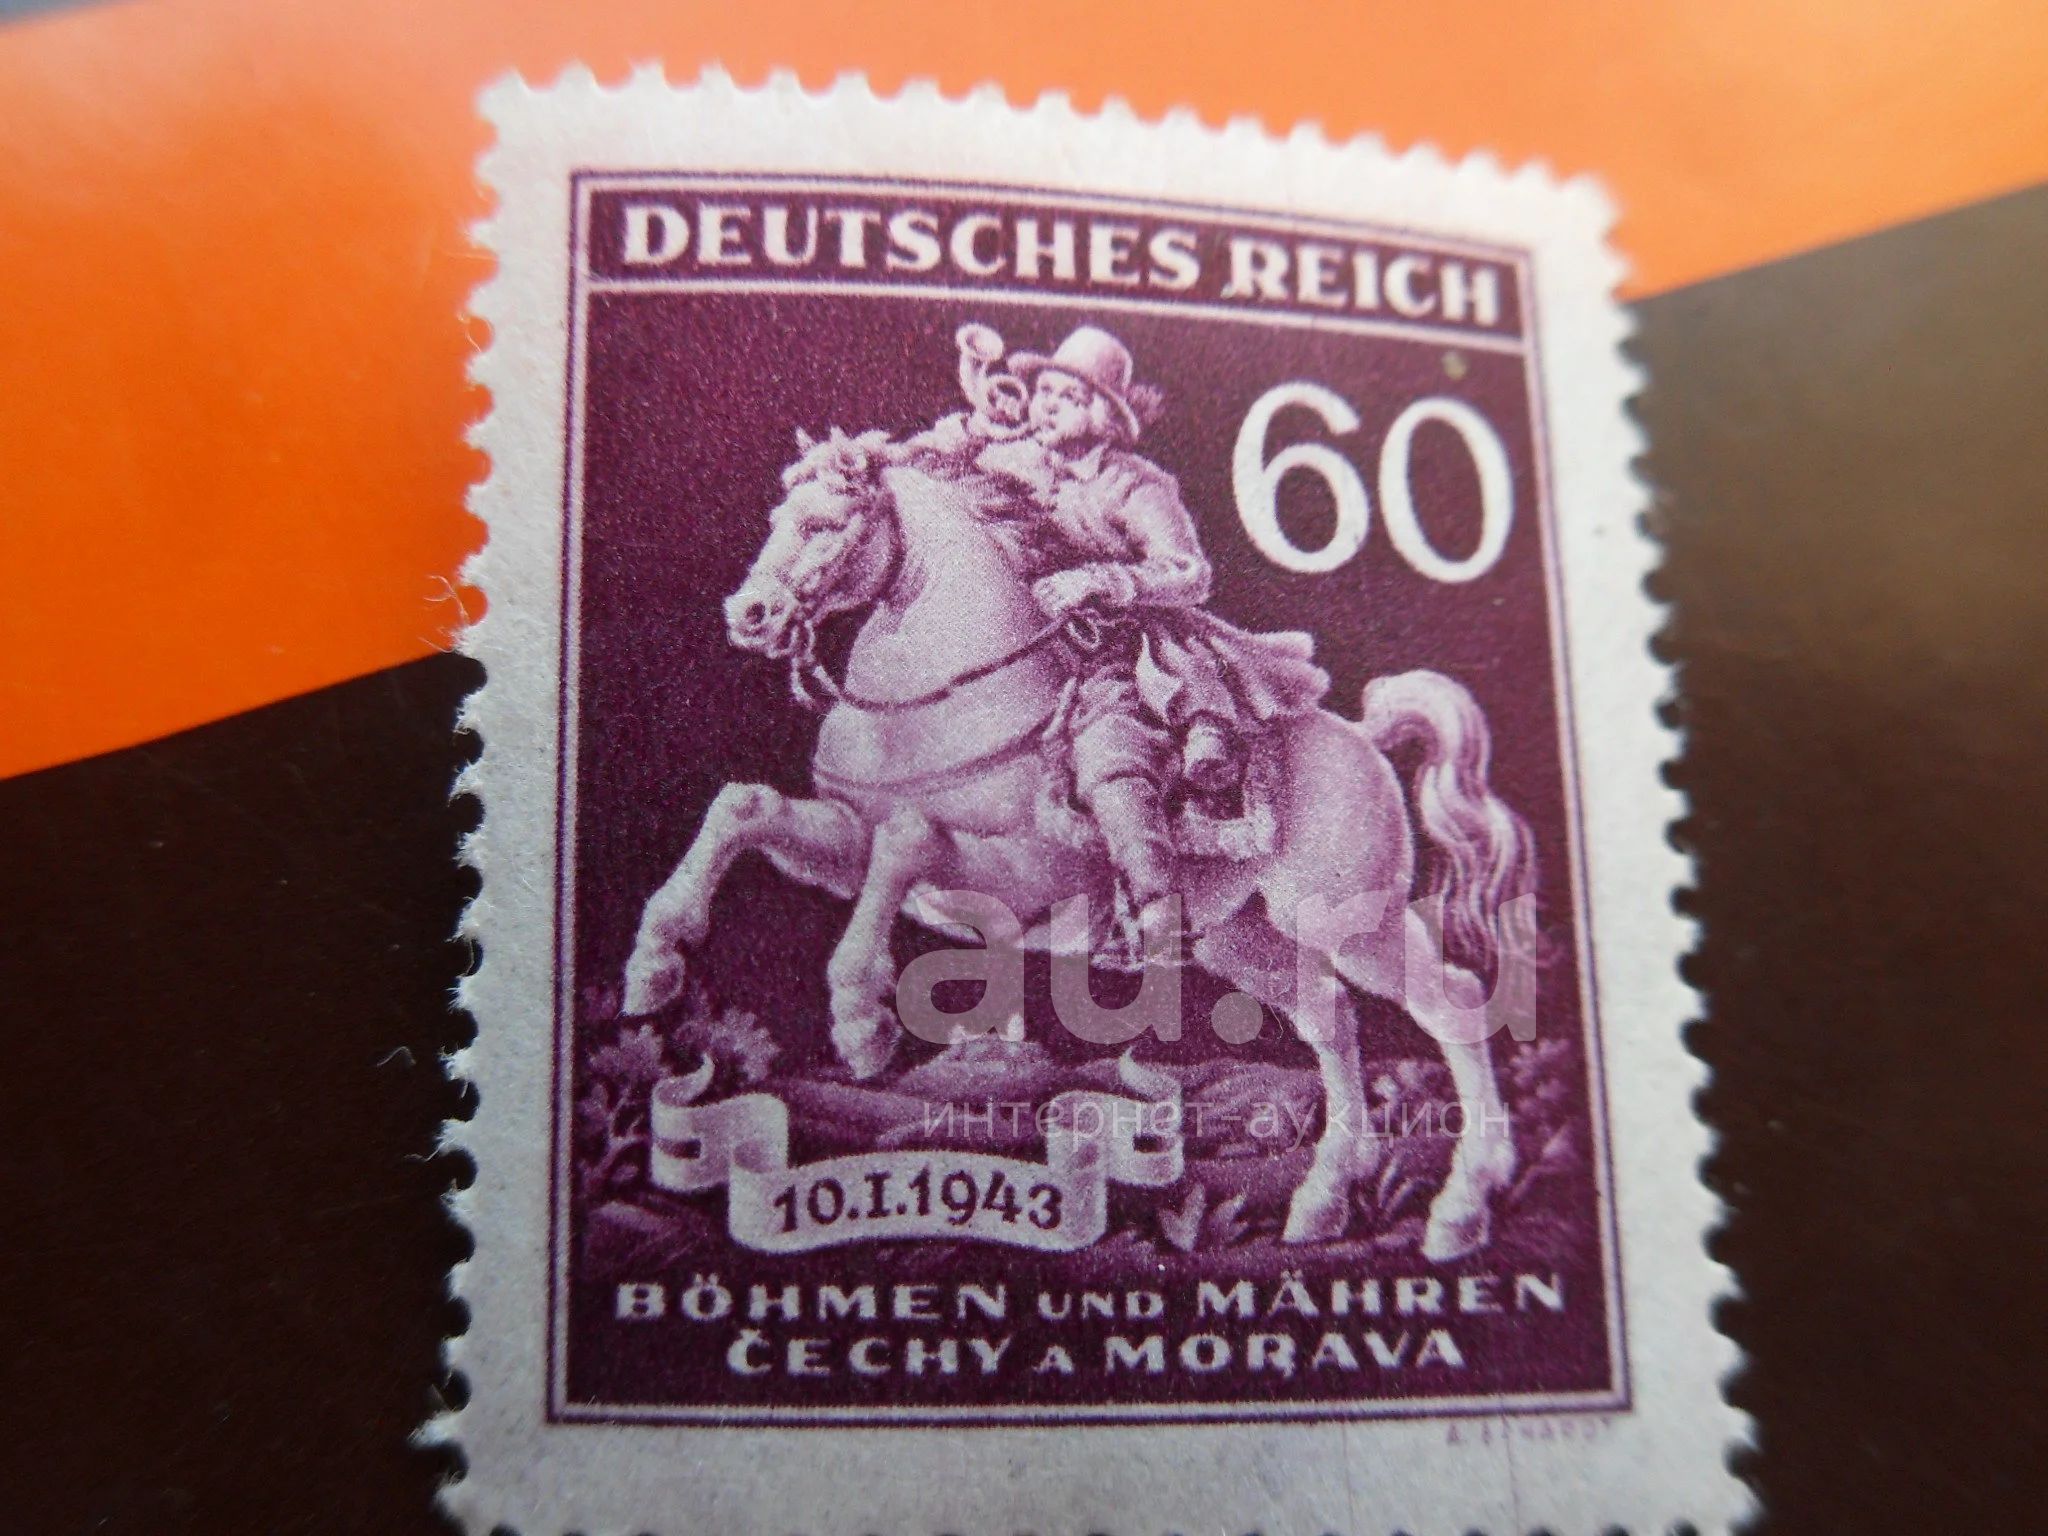 DEUTSCHES REICH
60
au.ru
интернет-аукцион
10.I.1943
BÖHMEN UND MÄHREN
ČECHY A MORAVA